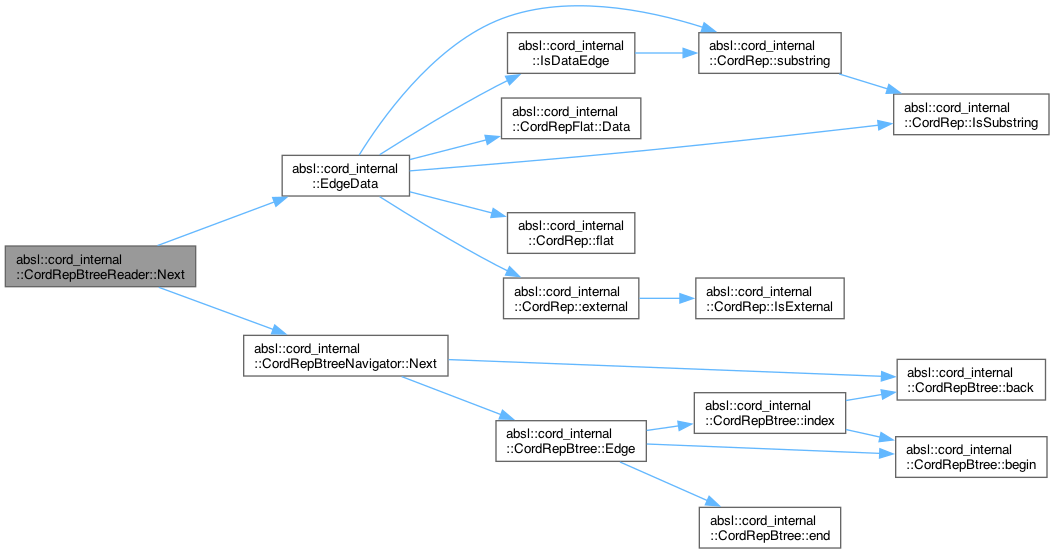 absl::cord_internal
::CordRepBtreeReader::Next
absl::cord_internal
::EdgeData
absl::cord_internal
::IsDataEdge
absl::cord_internal
::CordRep::substring
absl::cord_internal
::CordRep::IsSubstring
absl::cord_internal
::CordRepFlat::Data
absl::cord_internal
::CordRep::flat
absl::cord_internal
::CordRep::external
absl::cord_internal
::CordRep::IsExternal
absl::cord_internal
::CordRepBtreeNavigator::Next
absl::cord_internal
::CordRepBtree::back
absl::cord_internal
::CordRepBtree::Edge
absl::cord_internal
::CordRepBtree::index
absl::cord_internal
::CordRepBtree::begin
absl::cord_internal
::CordRepBtree::end